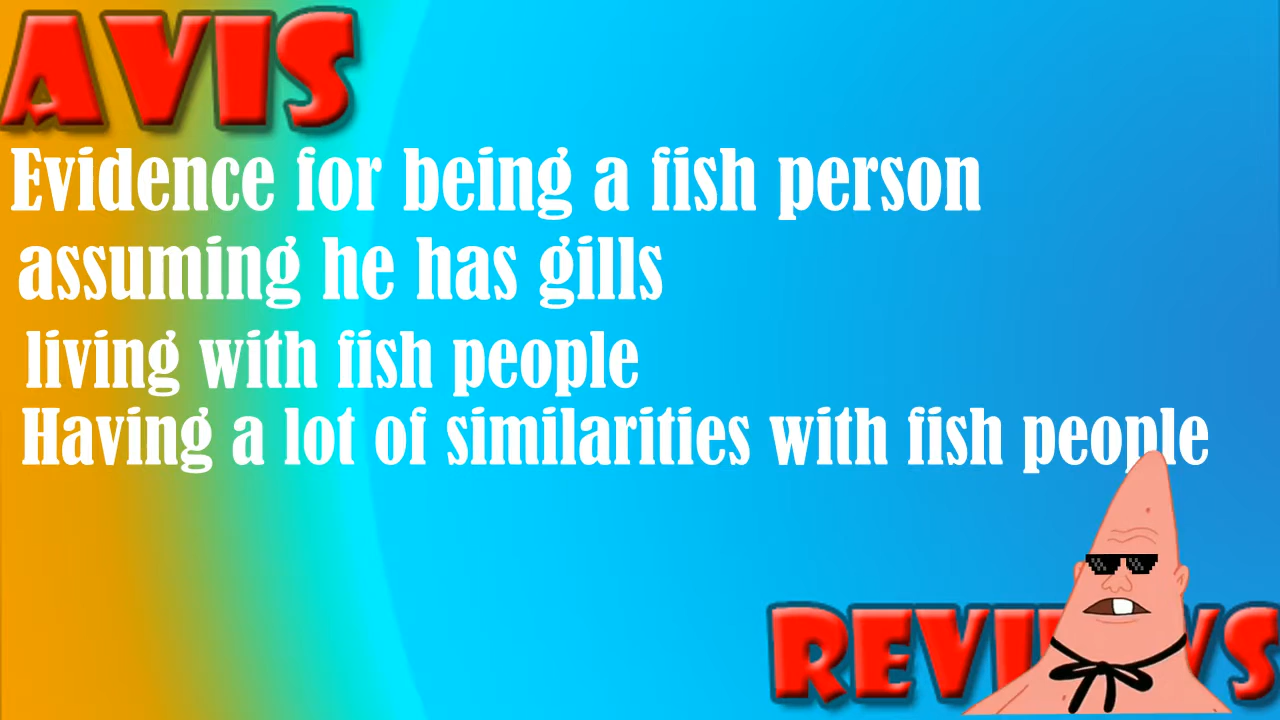 AVIS
Evidence for being a fish person
assuming he has gills
living with fish people
Having a lot of similarities with fish people
REVIEWS